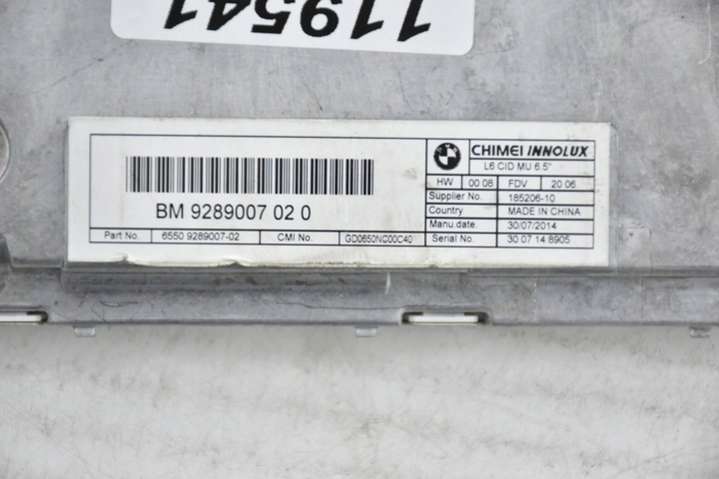 119541
CHIMEI INNOLUX
L6 CID MU 6.5"
HW 00 08 FDV 20 06
Supplier No. 185206-10
Country MADE IN CHINA
Manu.date 30/07/2014
Serial No. 30 07 14 8905
BM 9289007 02 0
Part No. 6550 9289007-02 CMI No. GD0650NC00C40